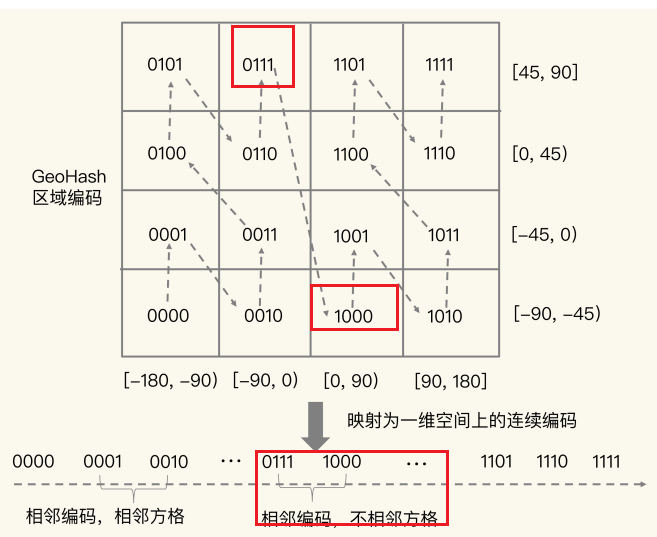 0101 0111 1101 1111 [45, 90]
0100 0110 1100 1110 [0, 45)
GeoHash
区域编码
0001 0011 1001 1011 [–45, 0)
0000 0010 1000 1010 [–90, –45)
[–180, –90) [–90, 0) [0, 90) [90, 180]
映射为一维空间上的连续编码
0000 0001 0010 ··· 0111 1000 ··· 1101 1110 1111
相邻编码，相邻方格 相邻编码，不相邻方格